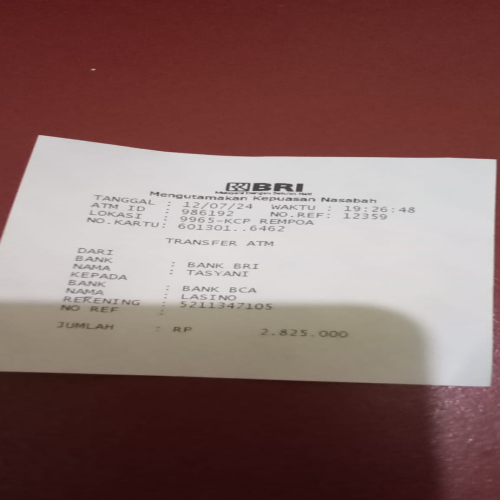 BRI
Melayani Dengan Setulus Hati
Mengutamakan Kepuasan Nasabah
TANGGAL : 12/07/24 WAKTU : 19:26:48
ATM ID : 986192 NO.REF: 12359
LOKASI : 9965-KCP REMPOA
NO.KARTU: 601301..6462
TRANSFER ATM
DARI
BANK : BANK BRI
NAMA : TASYANI
KEPADA
BANK : BANK BCA
NAMA : LASINO
REKENING : 5211347105
NO REF :
JUMLAH : RP 2.825.000